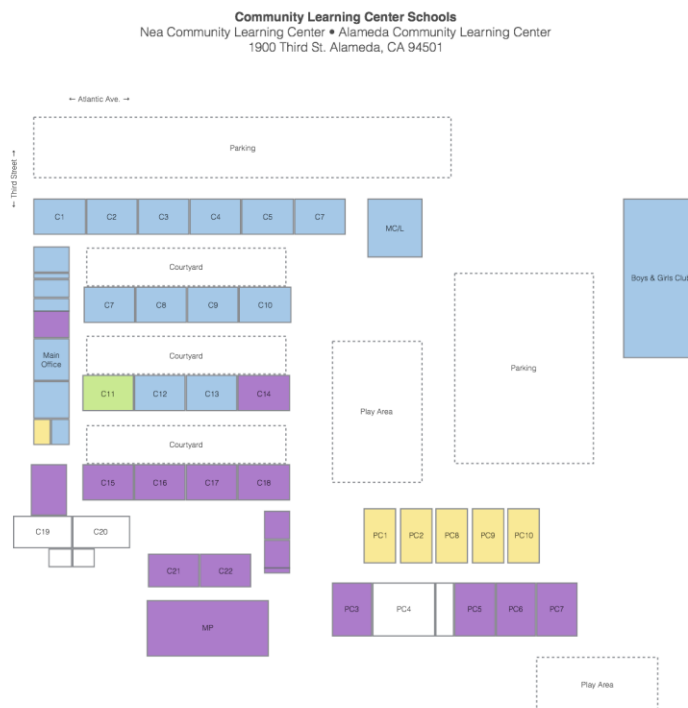 Community Learning Center Schools
Nea Community Learning Center • Alameda Community Learning Center
1900 Third St. Alameda, CA 94501
← Atlantic Ave. →
← Third Street →
Parking
C1 C2 C3 C4 C5 C7
MC/L
Boys & Girls Club
Courtyard
C7 C8 C9 C10
Main
Office
Courtyard
Parking
C11 C12 C13 C14
Play Area
Courtyard
C15 C16 C17 C18
C19 C20
PC1 PC2 PC8 PC9 PC10
C21 C22
PC3 PC4 PC5 PC6 PC7
MP
Play Area